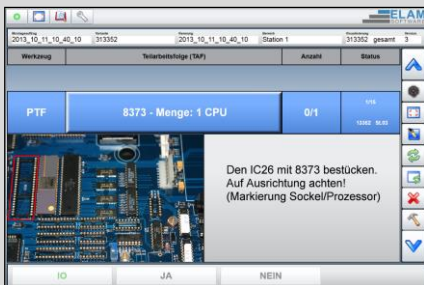 ELAM
SOFTWARE
2013_10_11_10_40_10
313352
2013_10_11_10_40_10
Station 1
313352 gesamt
3
Werkzeug
Teilarbeitsfolge (TAF)
Anzahl
Status
PTF
8373 - Menge: 1 CPU
0/1
1/16
Den IC26 mit 8373 bestücken.
Auf Ausrichtung achten!
(Markierung Sockel/Prozessor)
IO
JA
NEIN